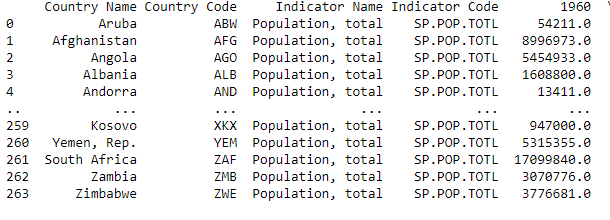 Country Name Country Code Indicator Name Indicator Code 1960 \
0 Aruba ABW Population, total SP.POP.TOTL 54211.0
1 Afghanistan AFG Population, total SP.POP.TOTL 8996973.0
2 Angola AGO Population, total SP.POP.TOTL 5454933.0
3 Albania ALB Population, total SP.POP.TOTL 1608800.0
4 Andorra AND Population, total SP.POP.TOTL 13411.0
.. ... ... ... ... ...
259 Kosovo XKX Population, total SP.POP.TOTL 947000.0
260 Yemen, Rep. YEM Population, total SP.POP.TOTL 5315355.0
261 South Africa ZAF Population, total SP.POP.TOTL 17099840.0
262 Zambia ZMB Population, total SP.POP.TOTL 3070776.0
263 Zimbabwe ZWE Population, total SP.POP.TOTL 3776681.0